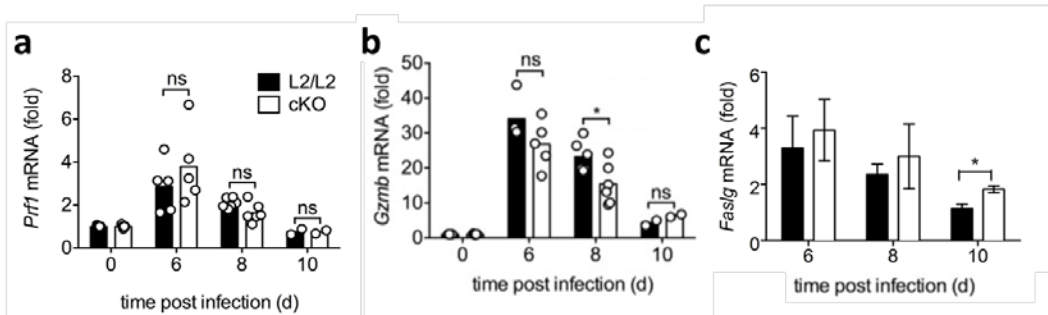 a
Prf1 mRNA (fold)
8
6
4
2
0
ns
ns
ns
L2/L2
cKO
0 6 8 10
time post infection (d)
b
Gzmb mRNA (fold)
50
40
30
20
10
0
ns
*
ns
0 6 8 10
time post infection (d)
c
Faslg mRNA (fold)
6
4
2
0
*
6 8 10
time post infection (d)